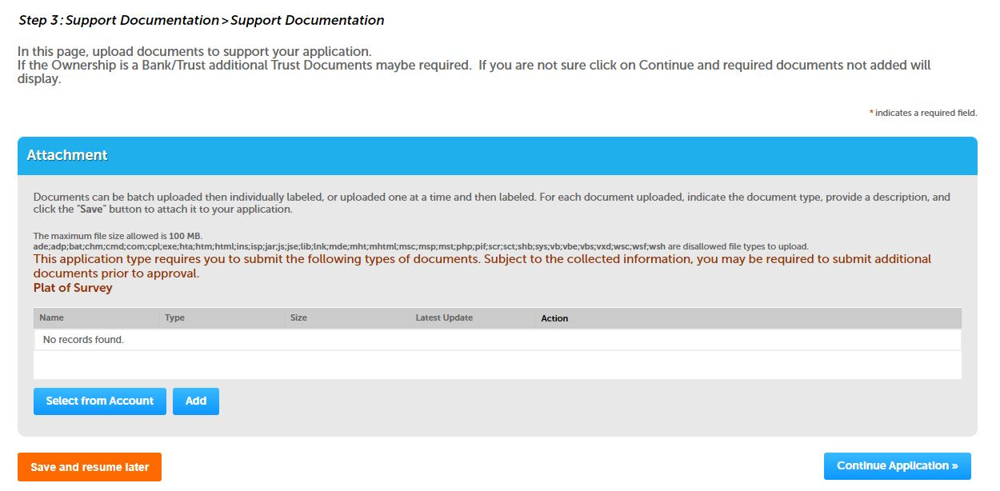 Step 3: Support Documentation > Support Documentation
In this page, upload documents to support your application.
If the Ownership is a Bank/Trust additional Trust Documents maybe required.  If you are not sure click on Continue and required documents not added will
display.
* indicates a required field.
Attachment
Documents can be batch uploaded then individually labeled, or uploaded one at a time and then labeled. For each document uploaded, indicate the document type, provide a description, and
click the "Save" button to attach it to your application.
The maximum file size allowed is 100 MB.
ade;adp;bat;chm;cmd;com;cpl;exe;hta;htm;html;ins;isp;jar;js;jse;lib;lnk;mde;mht;mhtml;msc;msp;mst;php;pif;scr;sct;shb;sys;vb;vbe;vbs;vxd;wsc;wsf;wsh are disallowed file types to upload.
This application type requires you to submit the following types of documents. Subject to the collected information, you may be required to submit additional
documents prior to approval.
Plat of Survey
Name Type Size Latest Update Action
No records found.
Select from Account Add
Save and resume later Continue Application »